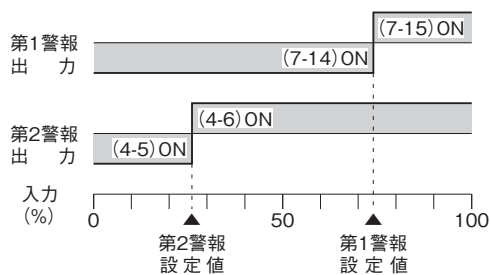 第1警報
出 力
(7-15)ON
(7-14)ON
第2警報
出 力
(4-6)ON
(4-5)ON
入力
(%)
0
50
100
第2警報
設定値
第1警報
設定値